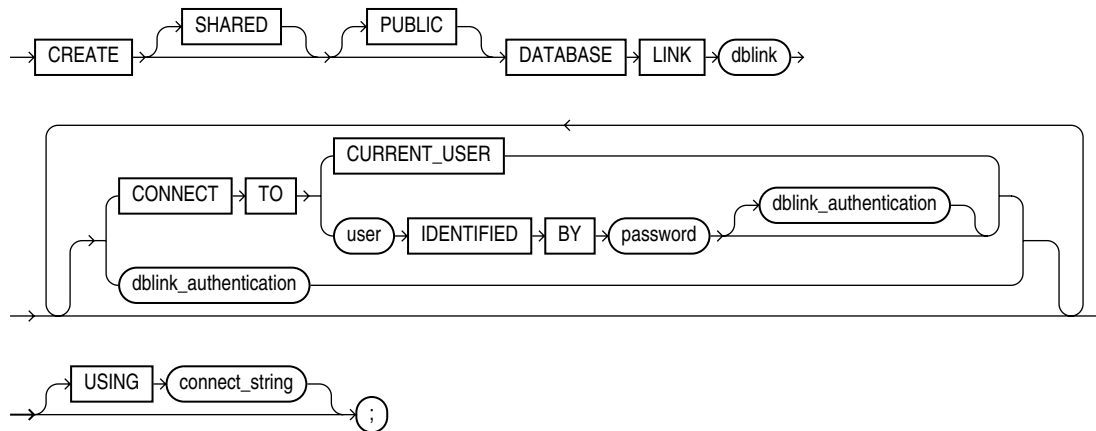 SHARED PUBLIC
CREATE DATABASE LINK dblink
CURRENT_USER
CONNECT TO
dblink_authentication
user IDENTIFIED BY password
dblink_authentication
USING connect_string
;